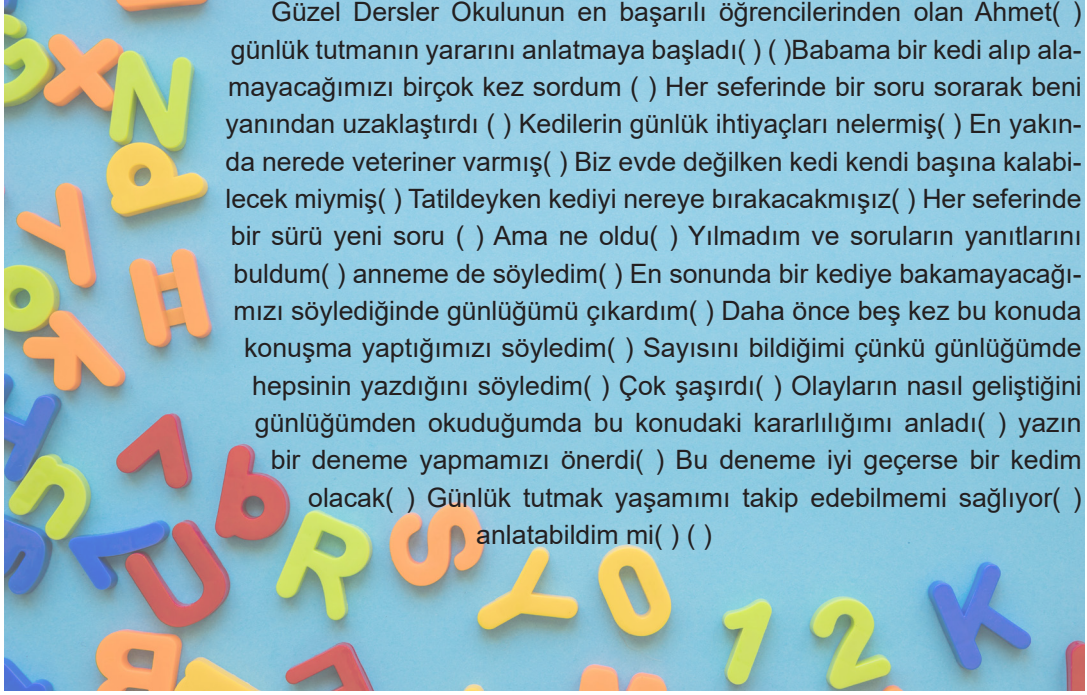 Güzel Dersler Okulunun en başarılı öğrencilerinden olan Ahmet( )
günlük tutmanın yararını anlatmaya başladı( ) ( )Babama bir kedi alıp ala-
mayacağımızı birçok kez sordum ( ) Her seferinde bir soru sorarak beni
yanından uzaklaştırdı ( ) Kedilerin günlük ihtiyaçları nelermiş( ) En yakın-
da nerede veteriner varmış( ) Biz evde değilken kedi kendi başına kalabi-
lecek miymiş( ) Tatildeyken kediyi nereye bırakacakmışız( ) Her seferinde
bir sürü yeni soru ( ) Ama ne oldu( ) Yılmadım ve soruların yanıtlarını
buldum( ) anneme de söyledim( ) En sonunda bir kediye bakamayacağı-
mızı söylediğinde günlüğümü çıkardım( ) Daha önce beş kez bu konuda
konuşma yaptığımızı söyledim( ) Sayısını bildiğimi çünkü günlüğümde
hepsinin yazdığını söyledim( ) Çok şaşırdı( ) Olayların nasıl geliştiğini
günlüğümden okuduğumda bu konudaki kararlılığımı anladı( ) yazın
bir deneme yapmamızı önerdi( ) Bu deneme iyi geçerse bir kedim
olacak( ) Günlük tutmak yaşamımı takip edebilmemi sağlıyor( )
anlatabildim mi( ) ( )